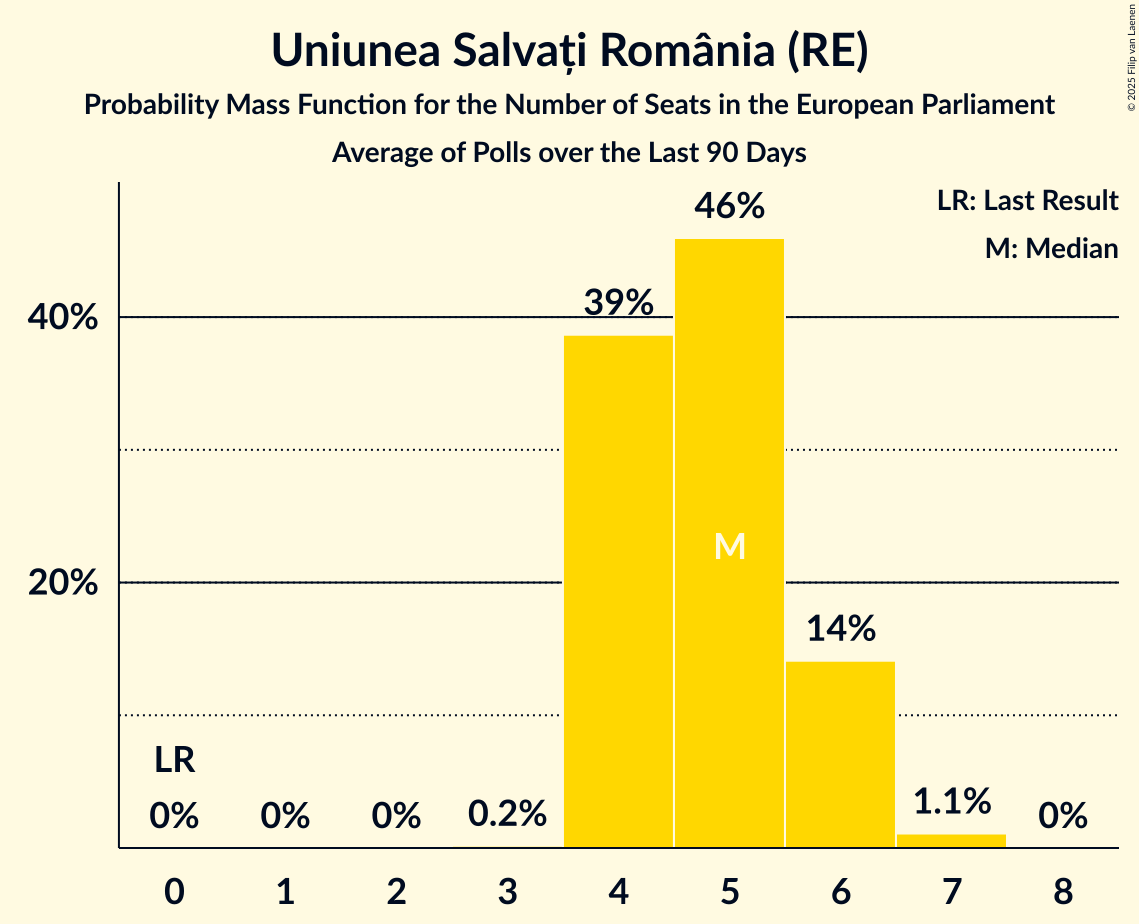 Uniunea Salvați România (RE)
Probability Mass Function for the Number of Seats in the European Parliament
Average of Polls over the Last 90 Days
© 2025 Filip van Laenen
LR: Last Result
M: Median
46%
39%
40%
M
20%
14%
LR
0%
0%
0%
0.2%
1.1%
0%
0
1
2
3
4
5
6
7
8